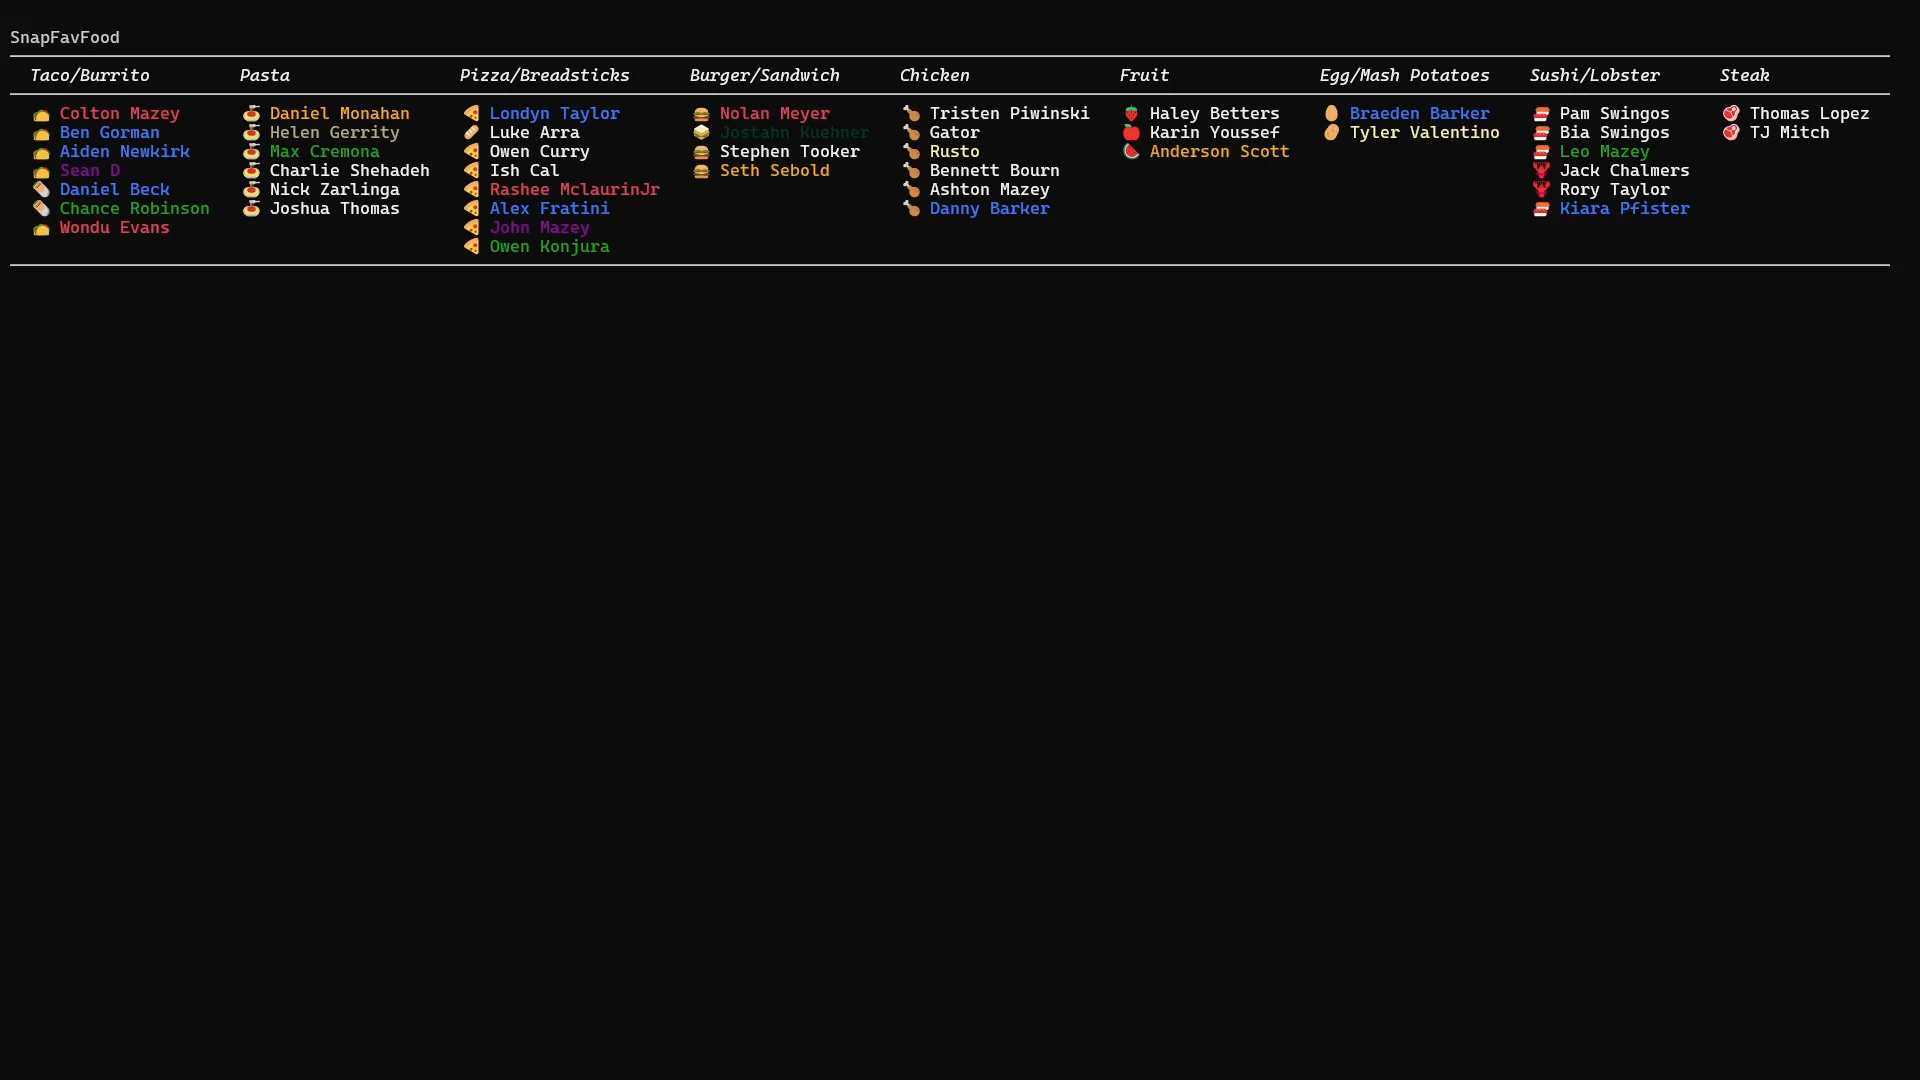 SnapFavFood
Taco/Burrito Pasta Pizza/Breadsticks Burger/Sandwich Chicken Fruit Egg/Mash Potatoes Sushi/Lobster Steak
Colton Mazey Daniel Monahan Londyn Taylor Nolan Meyer Tristen Piwinski Haley Betters Braeden Barker Pam Swingos Thomas Lopez
Ben Gorman Helen Gerrity Luke Arra Jostann Kuehner Gator Karin Youssef Tyler Valentino Bia Swingos TJ Mitch
Aiden Newkirk Max Cremona Owen Curry Stephen Tooker Rusto Anderson Scott Leo Mazey
Sean D Charlie Shehadeh Ish Cal Seth Sebold Bennett Bourn Jack Chalmers
Daniel Beck Nick Zarlinga Rashee MclaurinJr Ashton Mazey Rory Taylor
Chance Robinson Joshua Thomas Alex Fratini Danny Barker Kiara Pfister
Wondu Evans John Mazey
Owen Konjura